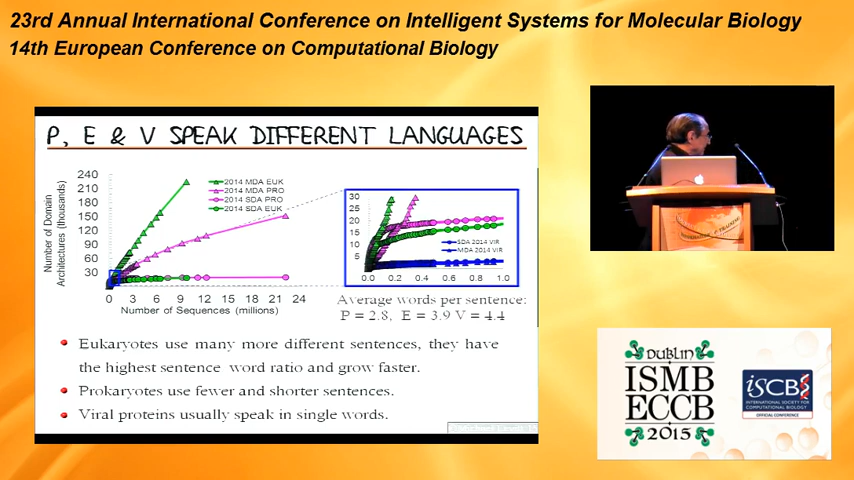 23rd Annual International Conference on Intelligent Systems for Molecular Biology
14th European Conference on Computational Biology
P, E & V SPEAK DIFFERENT LANGUAGES
Number of Domain
Architectures (thousands)
240
210
180
150
120
90
60
30
0
0 3 6 9 12 15 18 21 24
Number of Sequences (millions)
2014 MDA EUK
2014 MDA PRO
2014 SDA PRO
2014 SDA EUK
30
25
20
15
10
5
0.0 0.2 0.4 0.6 0.8 1.0
SDA 2014 VIR
MDA 2014 VIR
Average words per sentence:
P = 2.8, E = 3.9 V = 4.4
Eukaryotes use many more different sentences, they have
the highest sentence word ratio and grow faster.
Prokaryotes use fewer and shorter sentences.
Viral proteins usually speak in single words.
DUBLIN
ISMB
ECCB
2015
iSCB
INTERNATIONAL SOCIETY FOR
COMPUTATIONAL BIOLOGY
OFFICIAL CONFERENCE